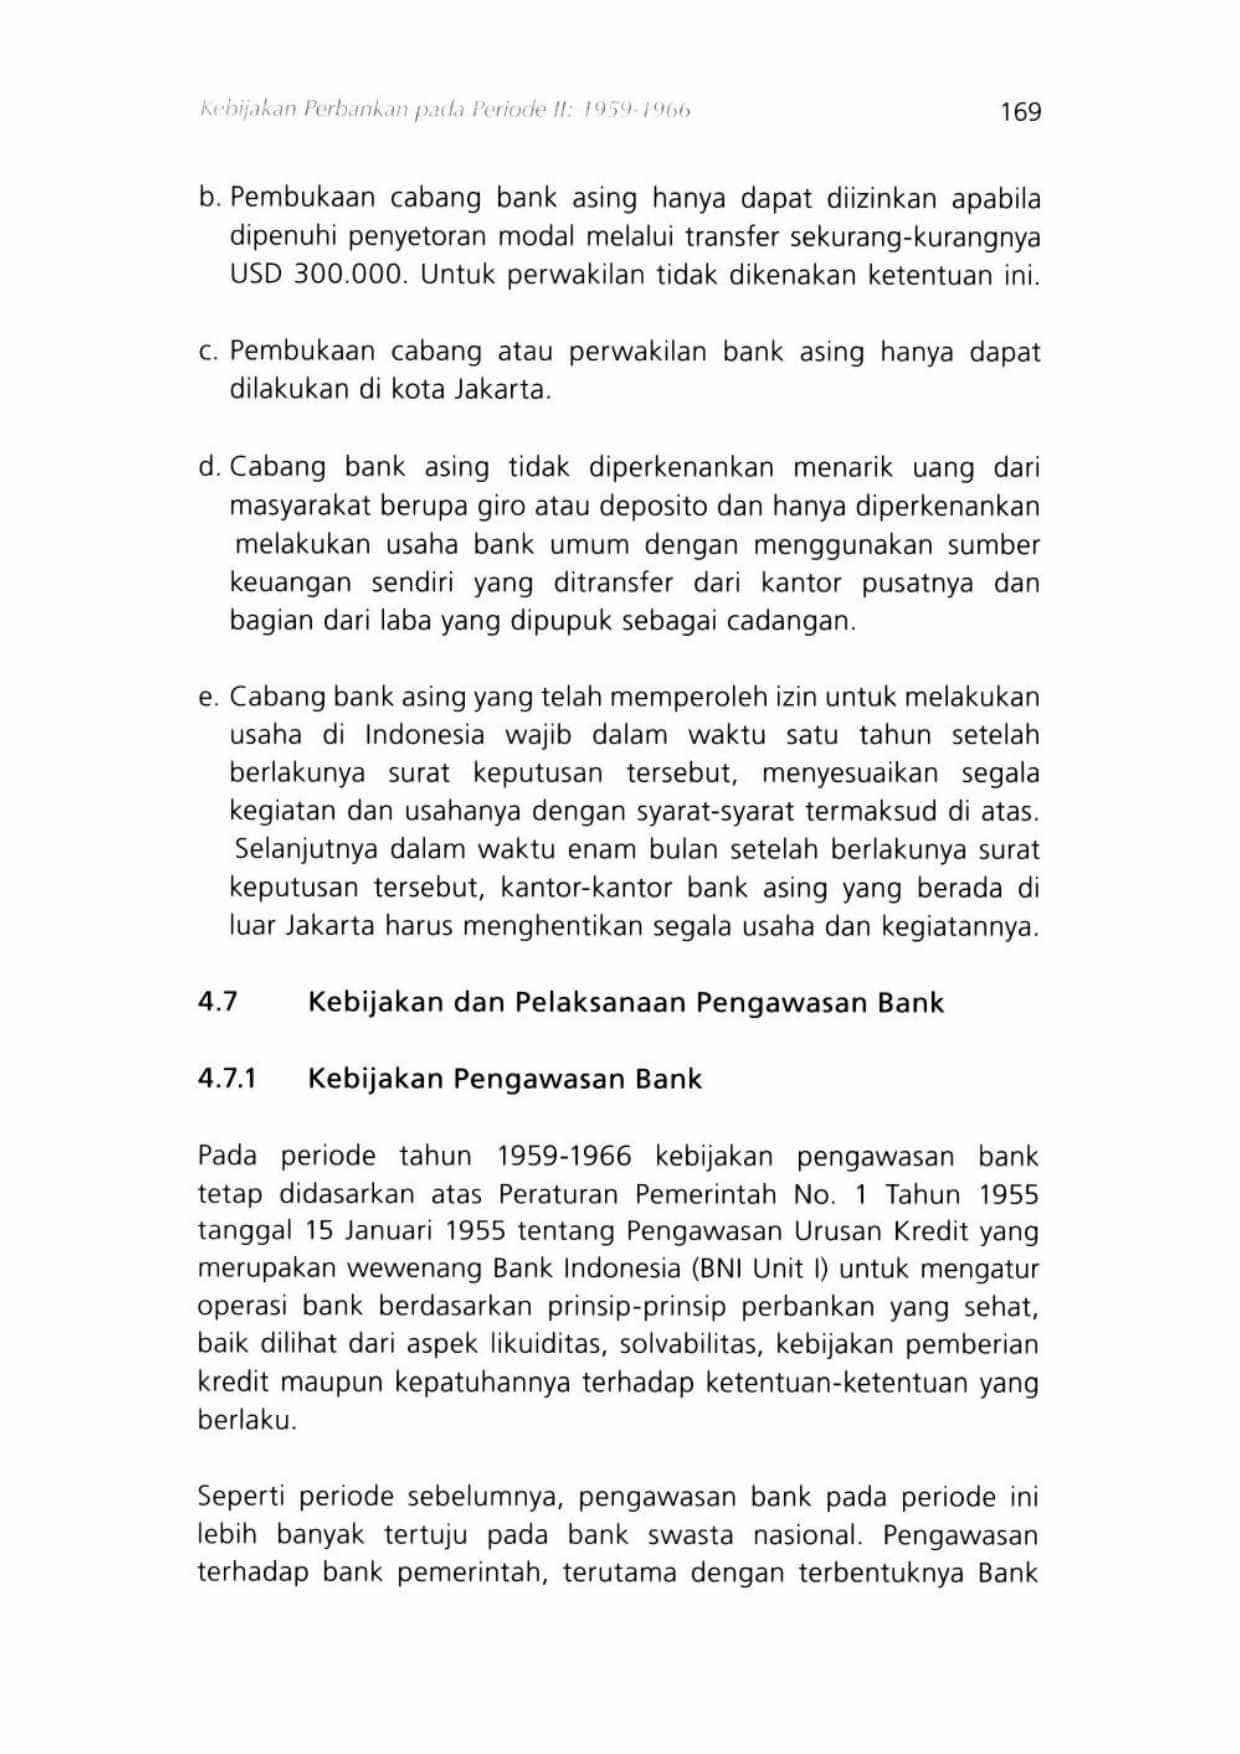 Kebijakan Perbankan pada Periode II: 1959-1966 169
b. Pembukaan cabang bank asing hanya dapat diizinkan apabila
dipenuhi penyetoran modal melalui transfer sekurang-kurangnya
USD 300.000. Untuk perwakilan tidak dikenakan ketentuan ini.
c. Pembukaan cabang atau perwakilan bank asing hanya dapat
dilakukan di kota Jakarta.
d. Cabang bank asing tidak diperkenankan menarik uang dari
masyarakat berupa giro atau deposito dan hanya diperkenankan
melakukan usaha bank umum dengan menggunakan sumber
keuangan sendiri yang ditransfer dari kantor pusatnya dan
bagian dari laba yang dipupuk sebagai cadangan.
e. Cabang bank asing yang telah memperoleh izin untuk melakukan
usaha di Indonesia wajib dalam waktu satu tahun setelah
berlakunya surat keputusan tersebut, menyesuaikan segala
kegiatan dan usahanya dengan syarat-syarat termaksud di atas.
Selanjutnya dalam waktu enam bulan setelah berlakunya surat
keputusan tersebut, kantor-kantor bank asing yang berada di
luar Jakarta harus menghentikan segala usaha dan kegiatannya.
4.7 Kebijakan dan Pelaksanaan Pengawasan Bank
4.7.1 Kebijakan Pengawasan Bank
Pada periode tahun 1959-1966 kebijakan pengawasan bank
tetap didasarkan atas Peraturan Pemerintah No. 1 Tahun 1955
tanggal 15 Januari 1955 tentang Pengawasan Urusan Kredit yang
merupakan wewenang Bank Indonesia (BNI Unit I) untuk mengatur
operasi bank berdasarkan prinsip-prinsip perbankan yang sehat,
baik dilihat dari aspek likuiditas, solvabilitas, kebijakan pemberian
kredit maupun kepatuhannya terhadap ketentuan-ketentuan yang
berlaku.
Seperti periode sebelumnya, pengawasan bank pada periode ini
lebih banyak tertuju pada bank swasta nasional. Pengawasan
terhadap bank pemerintah, terutama dengan terbentuknya Bank